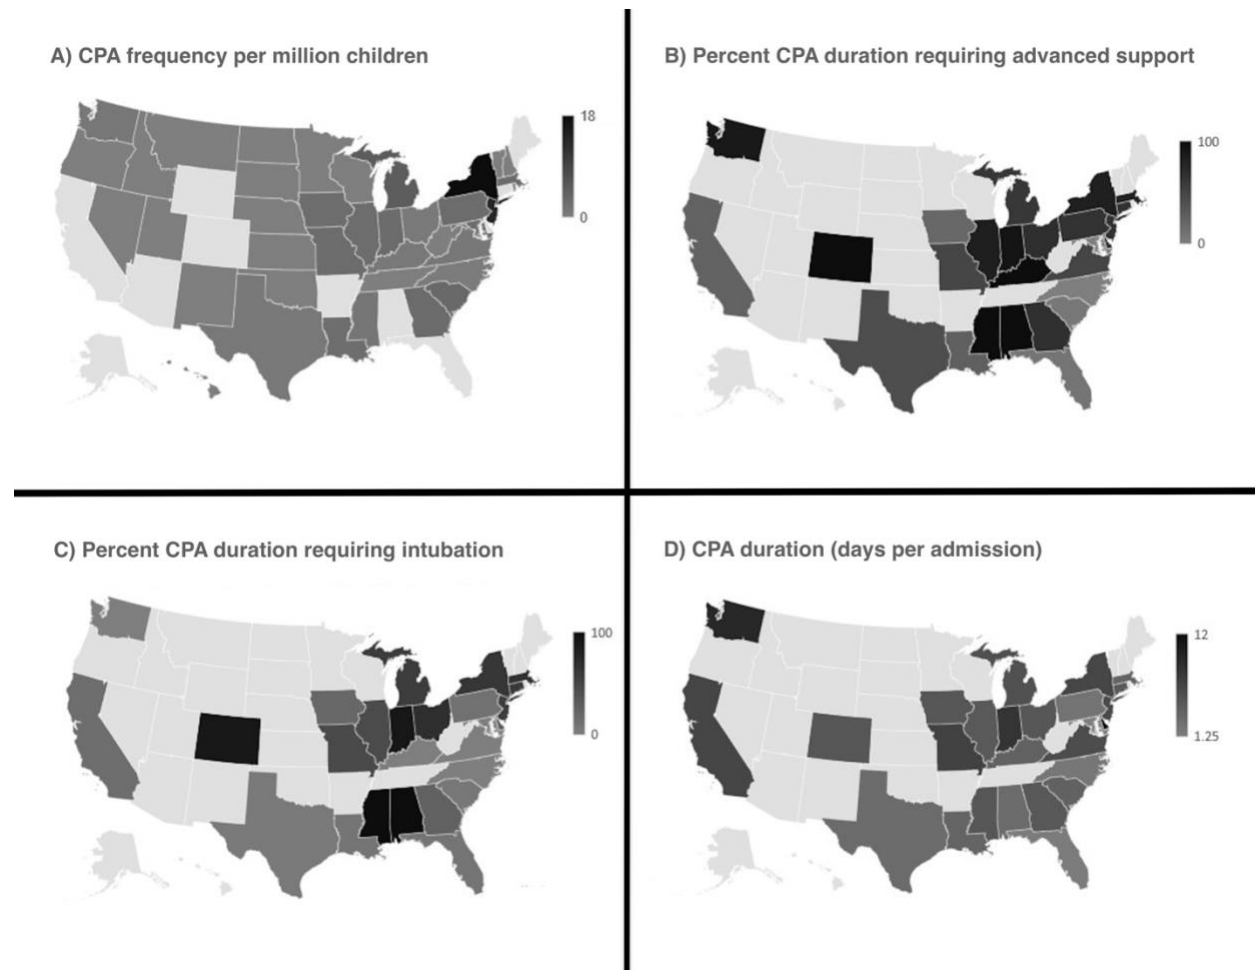 A) CPA frequency per million children
18
0
B) Percent CPA duration requiring advanced support
100
0
C) Percent CPA duration requiring intubation
100
0
D) CPA duration (days per admission)
12
1.25